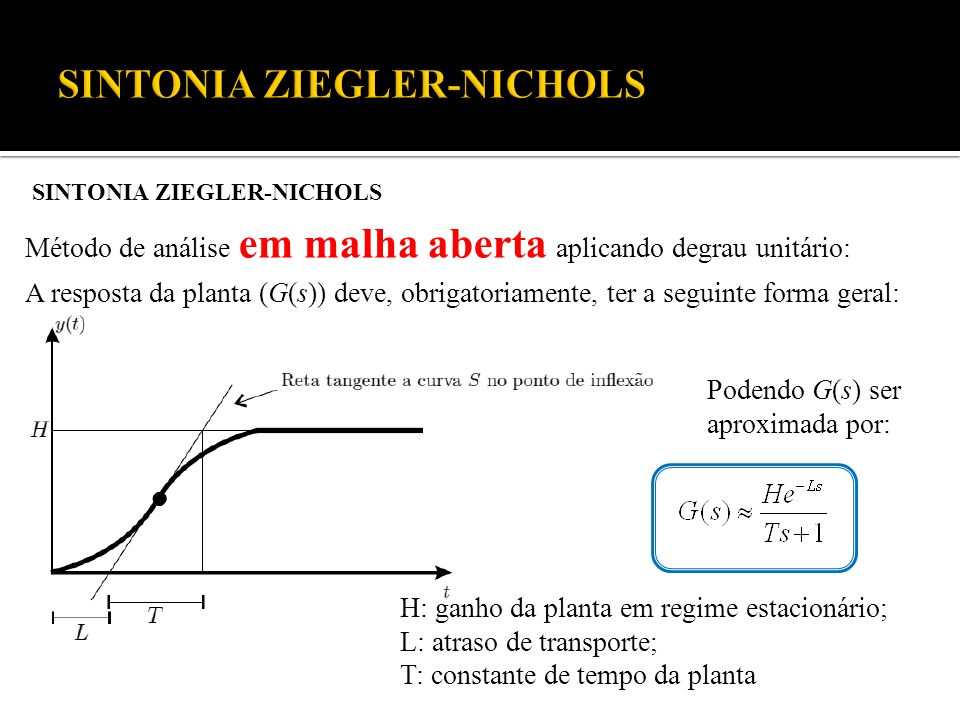 SINTONIA ZIEGLER-NICHOLS
SINTONIA ZIEGLER-NICHOLS
Método de análise em malha aberta aplicando degrau unitário:
A resposta da planta (G(s)) deve, obrigatoriamente, ter a seguinte forma geral:
y(t)
Reta tangente a curva S no ponto de inflexão
H
t
L
T
Podendo G(s) ser
aproximada por:
G(s) ≈ He^{-Ls} / Ts+1
H: ganho da planta em regime estacionário;
L: atraso de transporte;
T: constante de tempo da planta